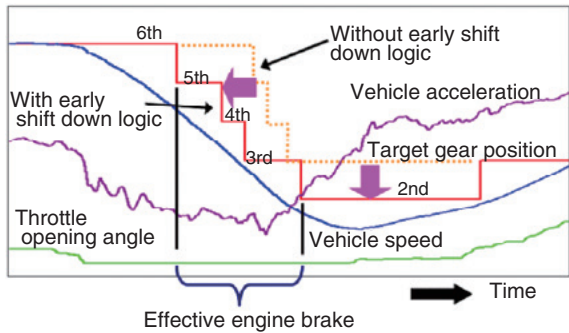 6th
Without early shift
down logic
5th
With early
shift down logic
4th
Vehicle acceleration
3rd
Target gear position
2nd
Throttle
opening angle
Vehicle speed
Time
Effective engine brake